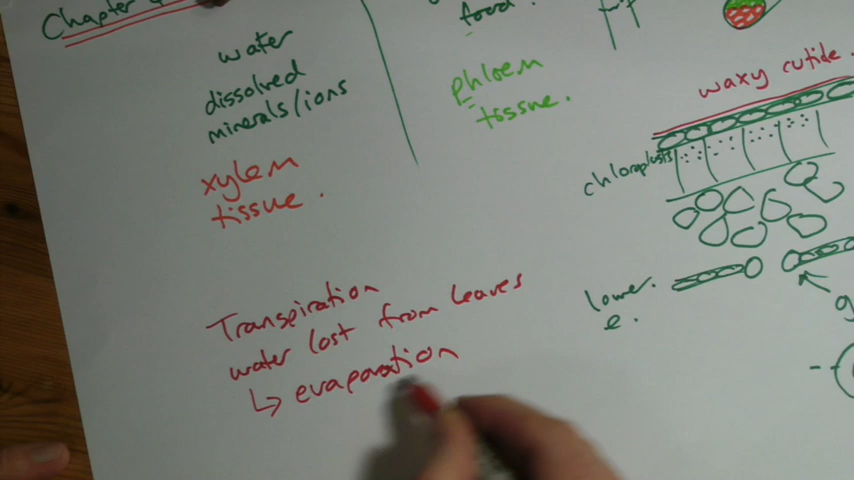 Chapter
water
dissolved
minerals/ions
xylem
tissue.
food.
phloem
tissue.
waxy cuticle.
chloroplasts
lower.
e.
g
Transpiration
water lost from leaves
↳ evaporation